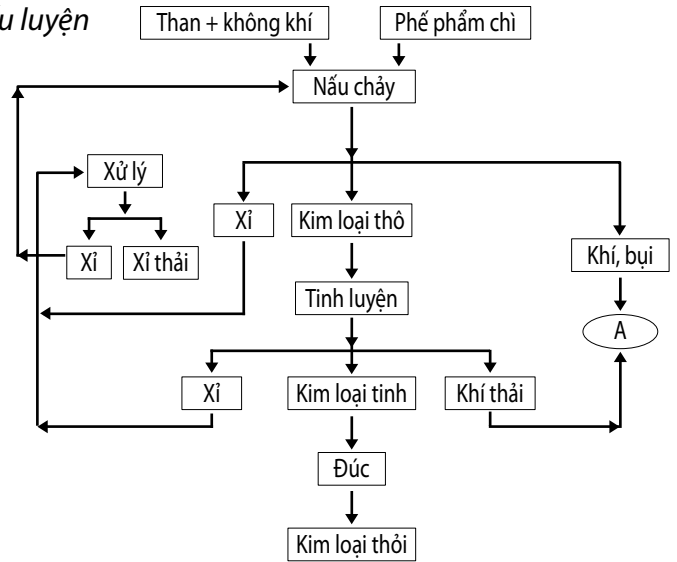 luyện
Than + không khí
Phế phẩm chì
Nấu chảy
Xử lý
Xỉ
Kim loại thô
Xỉ
Xỉ thải
Khí, bụi
Tinh luyện
A
Xỉ
Kim loại tinh
Khí thải
Đúc
Kim loại thỏi